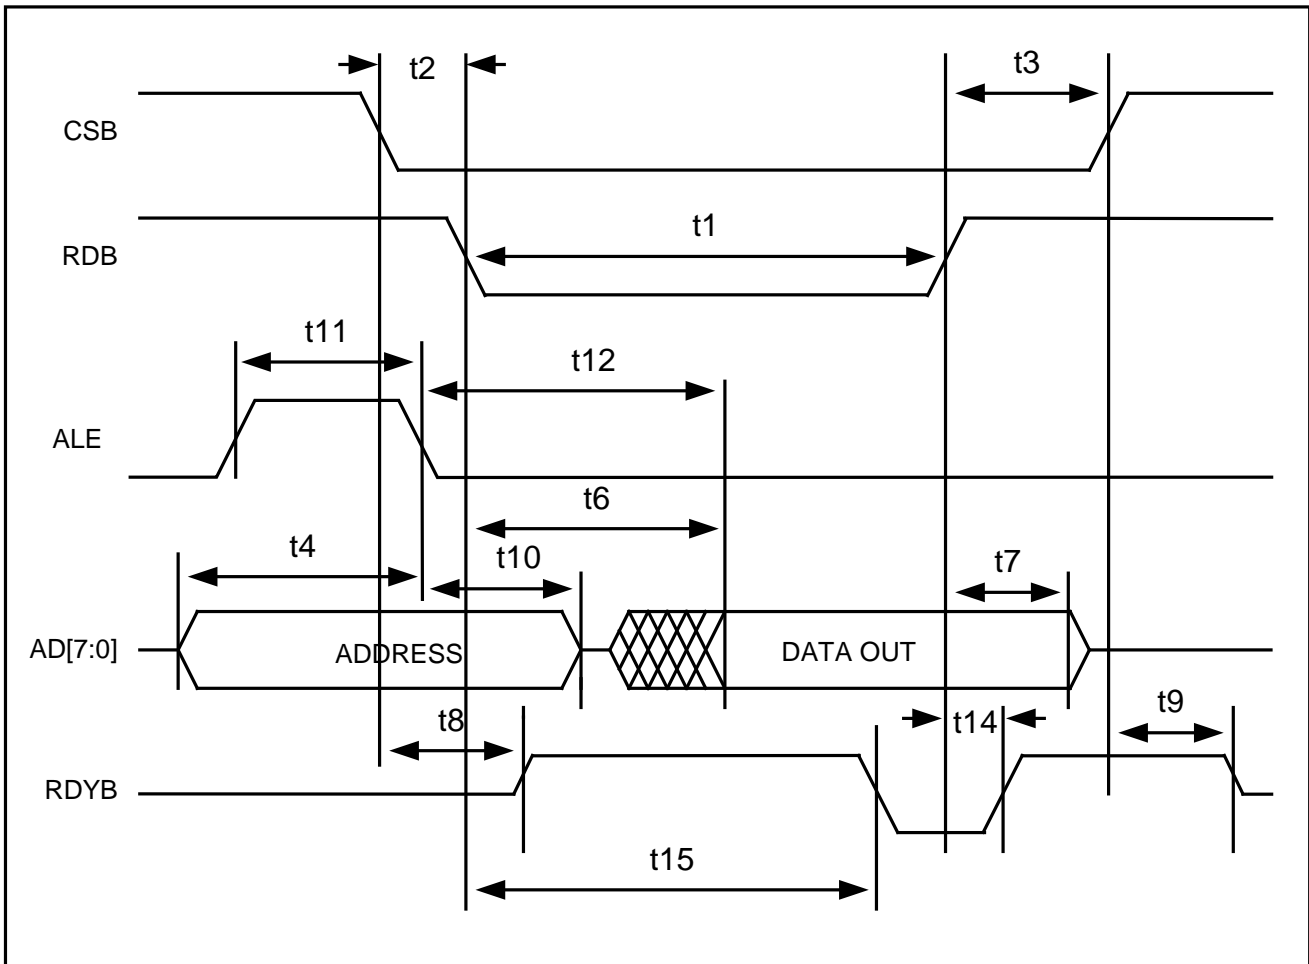 t2
t3
CSB
t1
RDB
t11
t12
ALE
t6
t4
t10
t7
AD[7:0]
ADDRESS
DATA OUT
t8
t14
t9
RDYB
t15